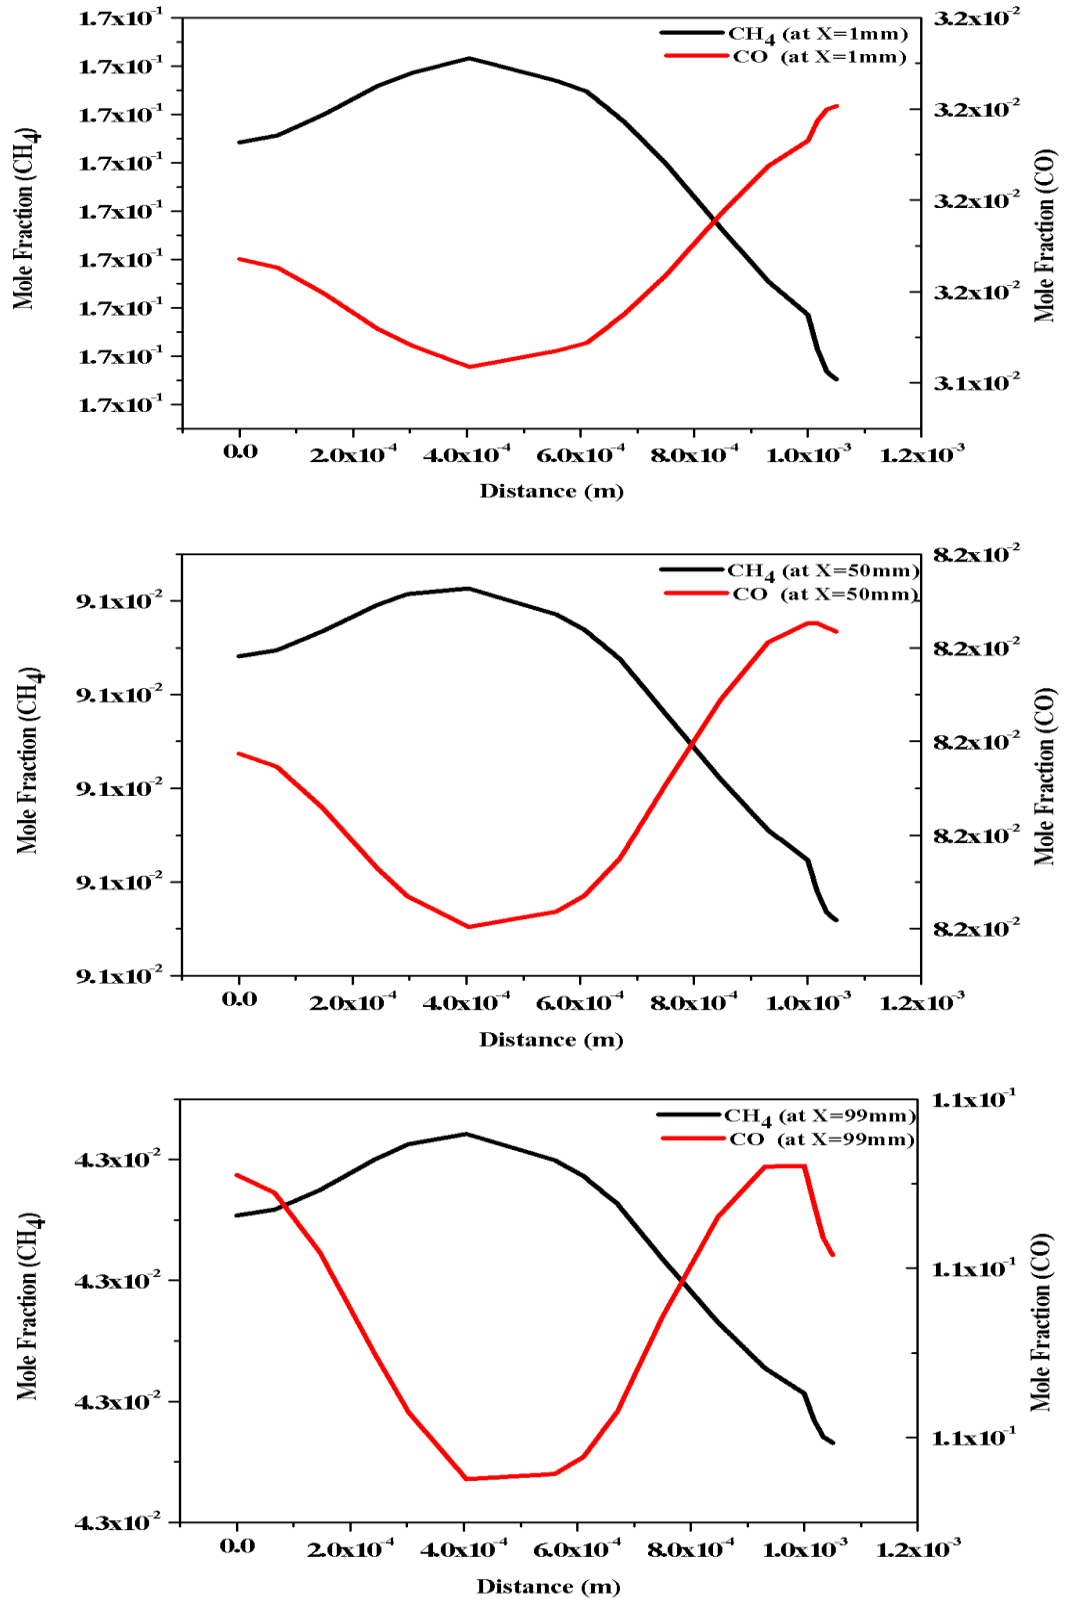 1.7x10⁻¹
1.7x10⁻¹
1.7x10⁻¹
1.7x10⁻¹
1.7x10⁻¹
1.7x10⁻¹
1.7x10⁻¹
1.7x10⁻¹
1.7x10⁻¹
Mole Fraction (CH₄)
CH₄ (at X=1mm)
CO (at X=1mm)
3.2x10⁻²
3.2x10⁻²
3.2x10⁻²
3.2x10⁻²
3.1x10⁻²
Mole Fraction (CO)
0.0 2.0x10⁻⁴ 4.0x10⁻⁴ 6.0x10⁻⁴ 8.0x10⁻⁴ 1.0x10⁻³ 1.2x10⁻³
Distance (m)
9.1x10⁻²
9.1x10⁻²
9.1x10⁻²
9.1x10⁻²
9.1x10⁻²
Mole Fraction (CH₄)
CH₄ (at X=50mm)
CO (at X=50mm)
8.2x10⁻²
8.2x10⁻²
8.2x10⁻²
8.2x10⁻²
8.2x10⁻²
Mole Fraction (CO)
0.0 2.0x10⁻⁴ 4.0x10⁻⁴ 6.0x10⁻⁴ 8.0x10⁻⁴ 1.0x10⁻³ 1.2x10⁻³
Distance (m)
4.3x10⁻²
4.3x10⁻²
4.3x10⁻²
4.3x10⁻²
Mole Fraction (CH₄)
CH₄ (at X=99mm)
CO (at X=99mm)
1.1x10⁻¹
1.1x10⁻¹
1.1x10⁻¹
Mole Fraction (CO)
0.0 2.0x10⁻⁴ 4.0x10⁻⁴ 6.0x10⁻⁴ 8.0x10⁻⁴ 1.0x10⁻³ 1.2x10⁻³
Distance (m)